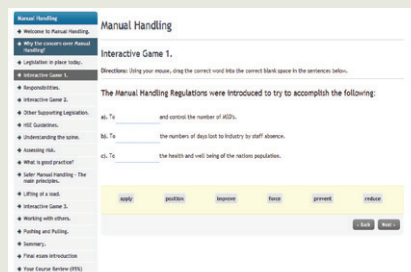 Manual Handling
Welcome to Manual Handling.
Why the concern over Manual
Handling?
Legislation in place today.
Interactive Game 1.
Responsibilities.
Interactive Game 2.
Other Supporting Legislation.
HSE Guidelines.
Understanding the spine.
Assessing risk.
What is good practice?
Safer Manual Handling - The
main principles.
Lifting of a load.
Interactive Game 3.
Working with others.
Pushing and Pulling.
Summary.
Final exam introduction
Your Course Review (95%)
Manual Handling
Interactive Game 1.
Directions: Using your mouse, drag the correct word into the correct blank space in the sentences below.
The Manual Handling Regulations were introduced to try to accomplish the following:
a). To and control the number of MSD's.
b). To the numbers of days lost to industry by staff absence.
c). To the health and well being of the nations population.
apply position improve force prevent reduce
‹ Back Next ›